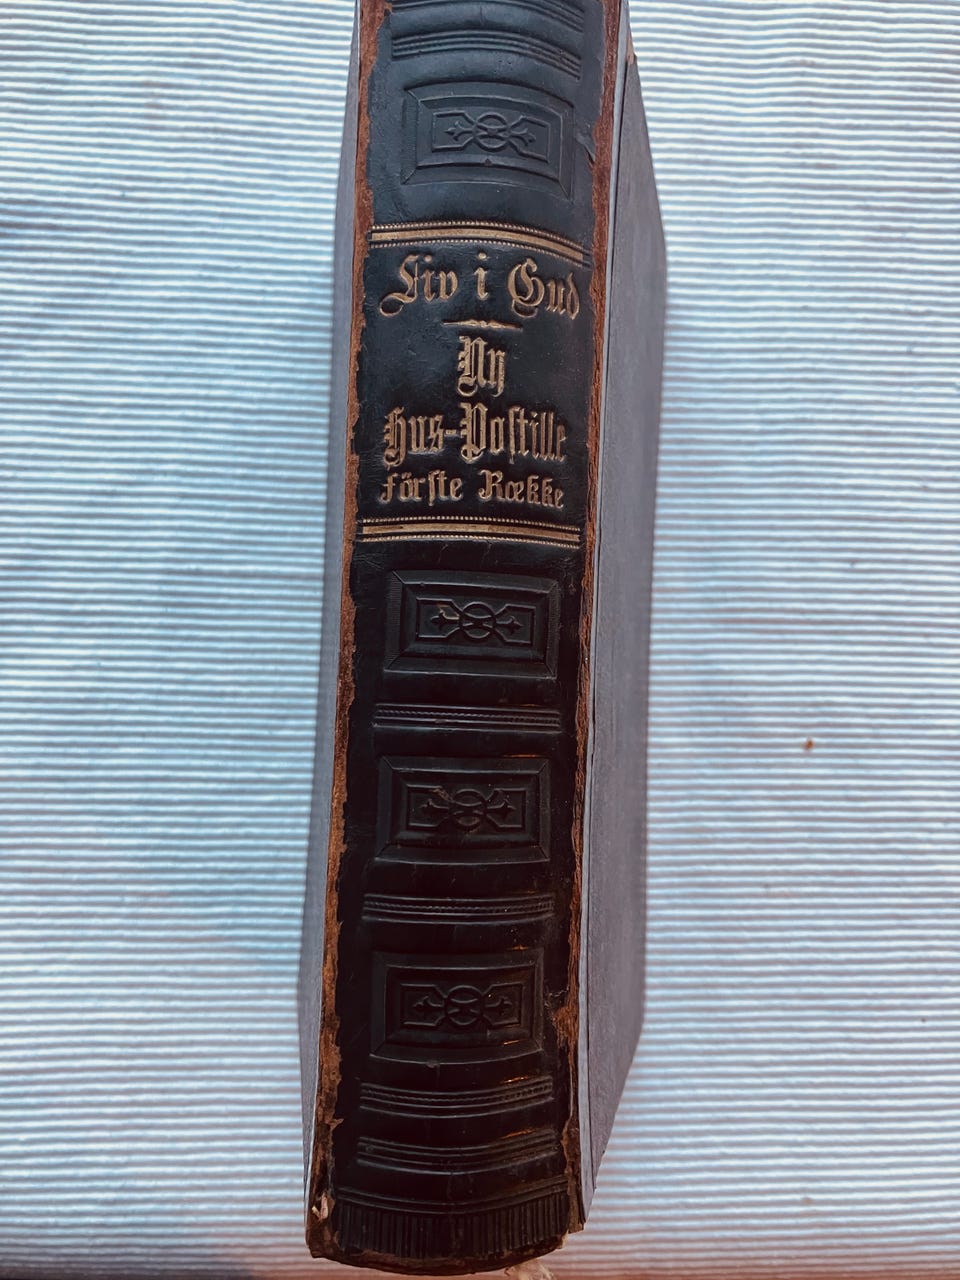 Liv i Gud
Ny
Hus-Postille
Förste Række